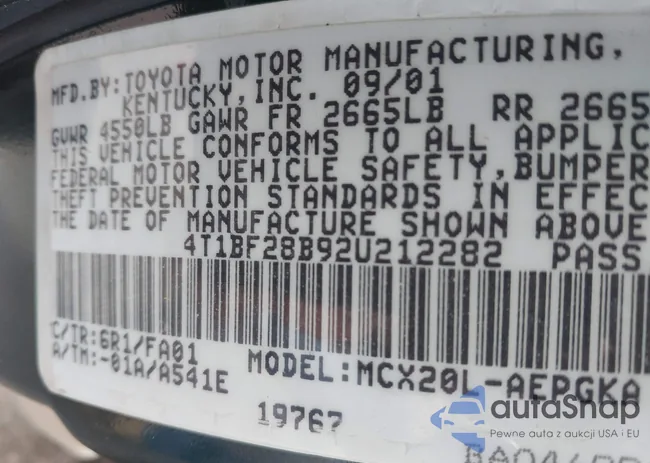 MFD.BY:TOYOTA MOTOR MANUFACTURING,
KENTUCKY,INC. 09/01
GVWR 4550LB GAWR FR 2665LB RR 2665
THIS VEHICLE CONFORMS TO ALL APPLIC
FEDERAL MOTOR VEHICLE SAFETY,BUMPER
THEFT PREVENTION STANDARDS IN EFFEC
THE DATE OF MANUFACTURE SHOWN ABOVE
4T1BF28B92U212282 PASS
C/TR:6R1/FA01
A/TM:-01A/A541E
MODEL:MCX20L-AEPGKA
19767
autoSnap
Pewne auta z aukcji USA i EU